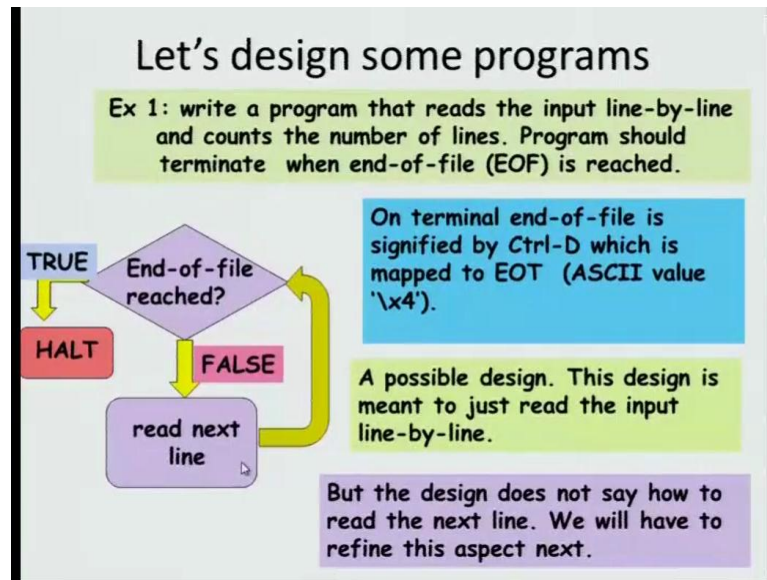 Let's design some programs
Ex 1: write a program that reads the input line-by-line
and counts the number of lines. Program should
terminate when end-of-file (EOF) is reached.
On terminal end-of-file is
signified by Ctrl-D which is
mapped to EOT (ASCII value
'\x4').
TRUE
End-of-file
reached?
HALT
FALSE
read next
line
A possible design. This design is
meant to just read the input
line-by-line.
But the design does not say how to
read the next line. We will have to
refine this aspect next.